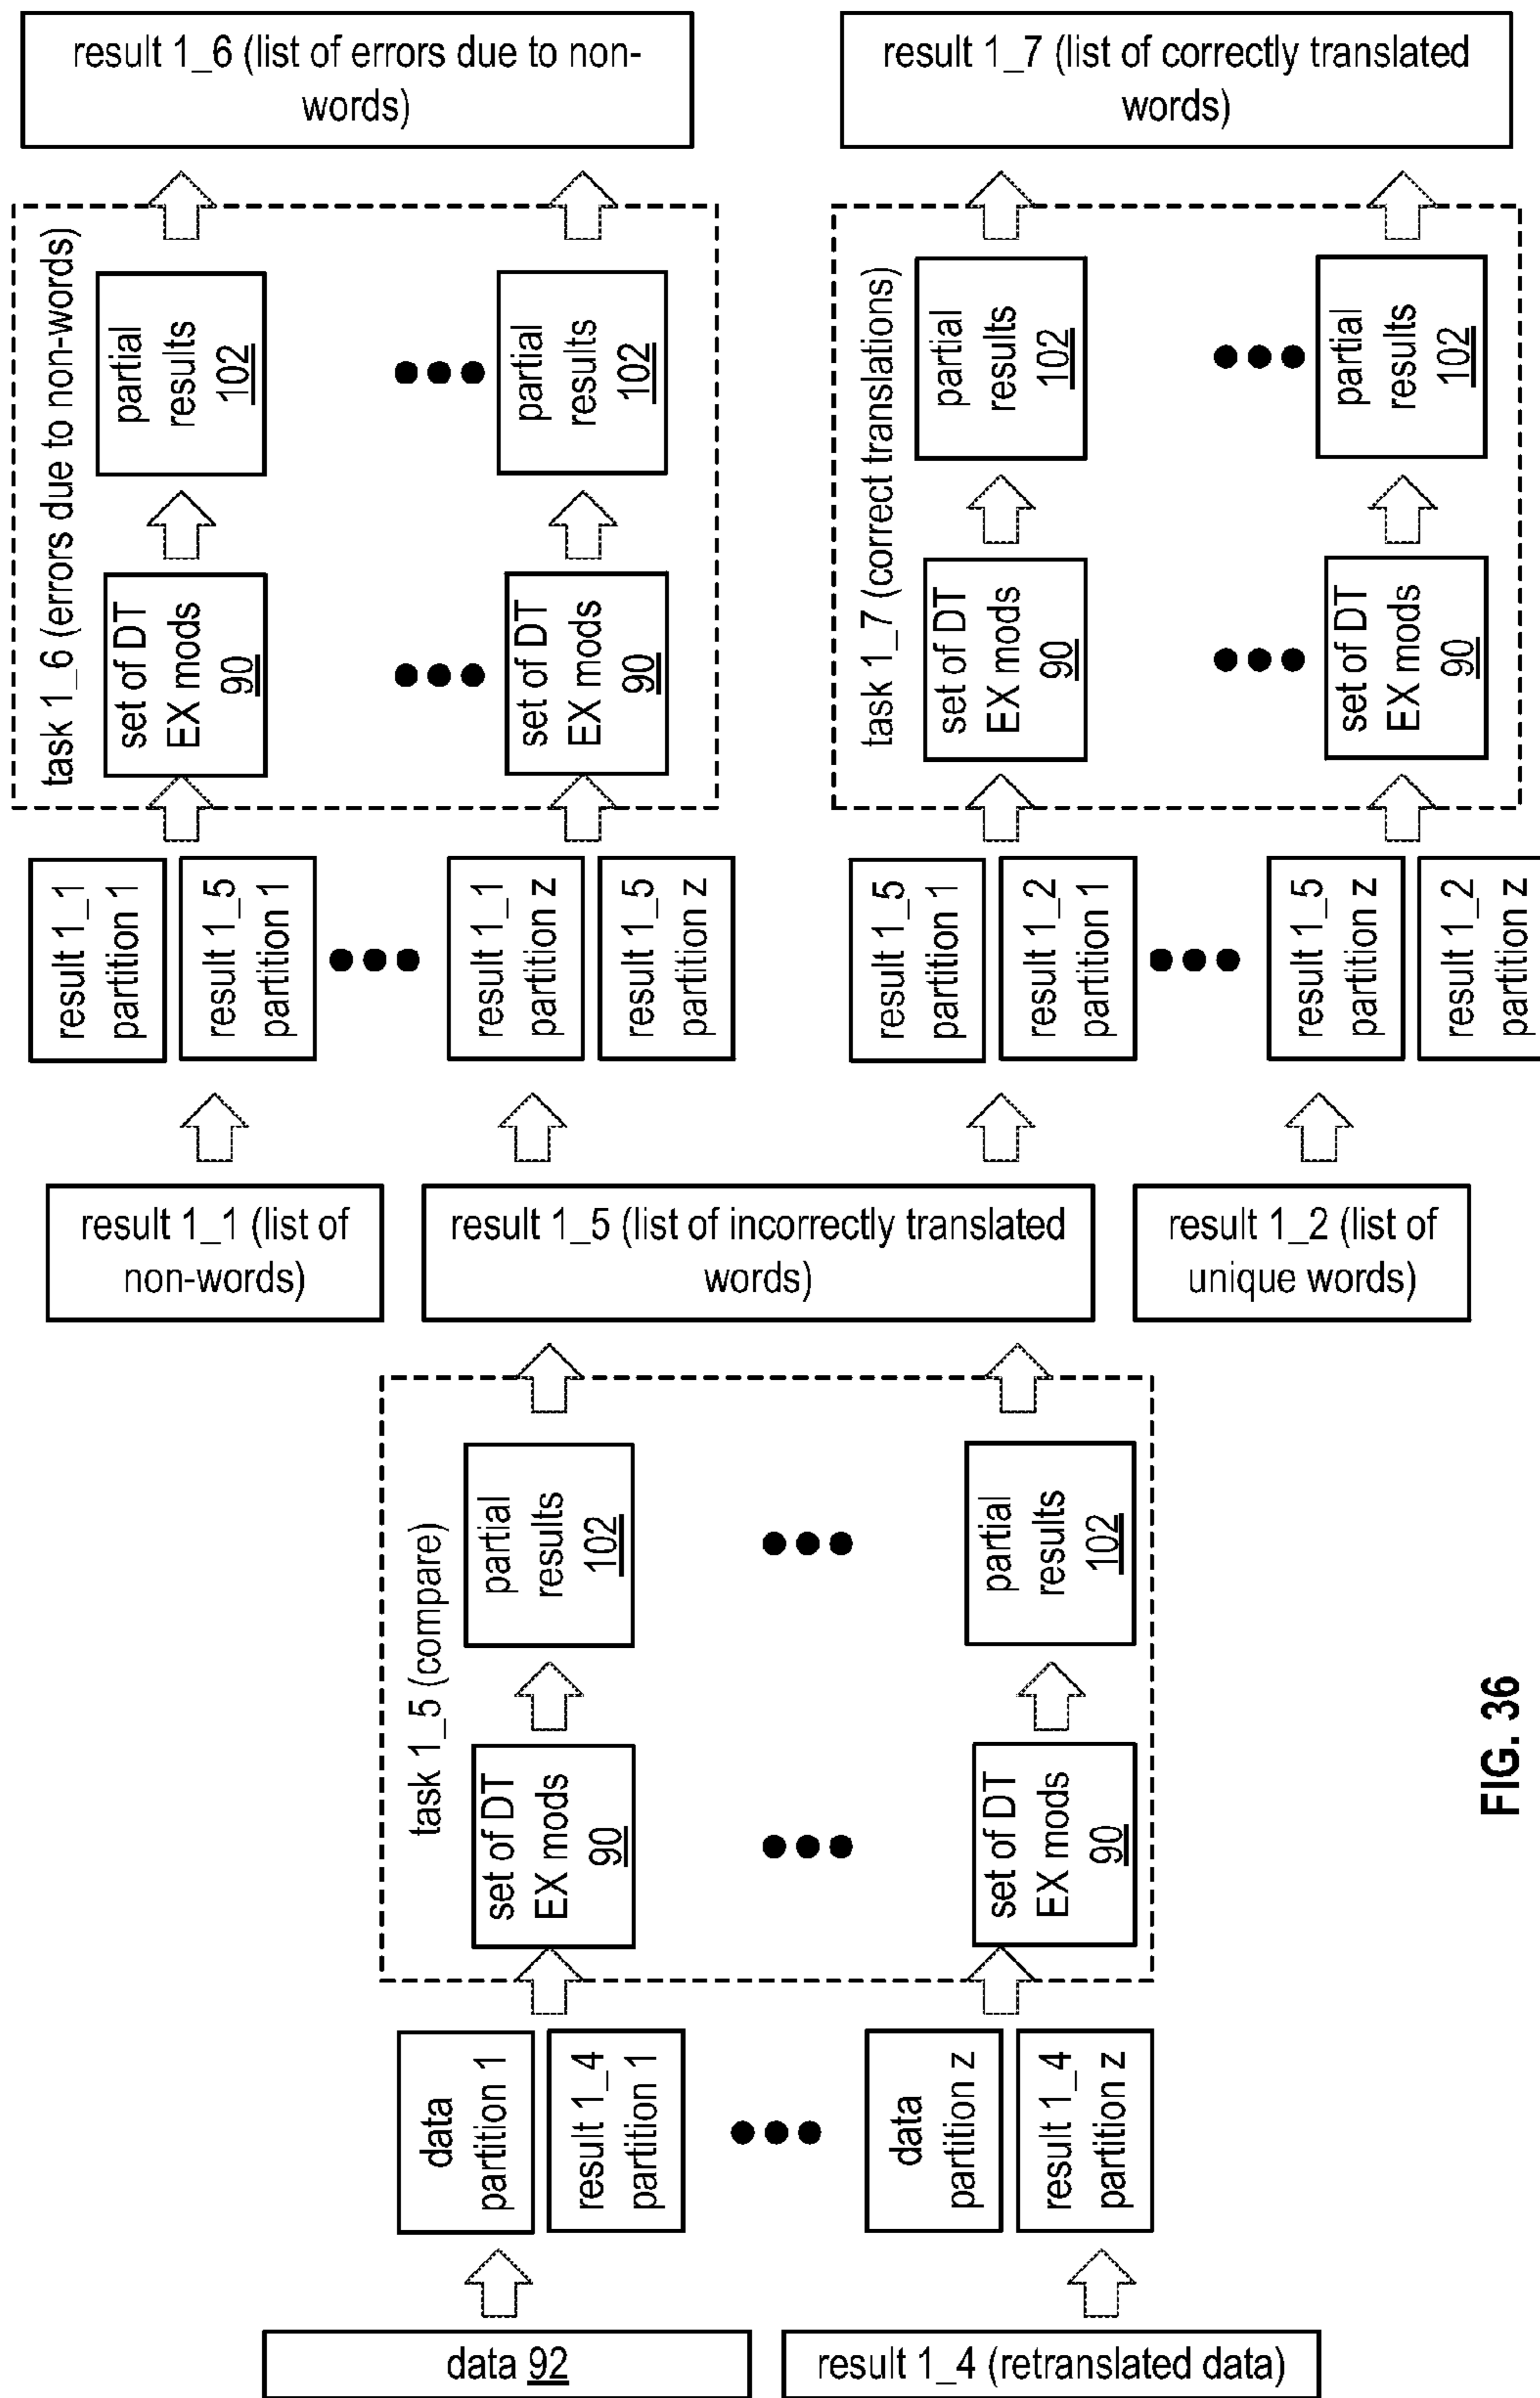 data 92
result 1_4 (retranslated data)
data
partition 1
result 1_4
partition 1
data
partition z
result 1_4
partition z
task 1_5 (compare)
set of DT
EX mods
90
partial
results
102
set of DT
EX mods
90
partial
results
102
result 1_1 (list of
non-words)
result 1_5 (list of incorrectly translated
words)
result 1_2 (list of
unique words)
result 1_1
partition 1
result 1_5
partition 1
result 1_1
partition z
result 1_5
partition z
task 1_6 (errors due to non-words)
set of DT
EX mods
90
partial
results
102
set of DT
EX mods
90
partial
results
102
result 1_6 (list of errors due to non-
words)
result 1_5
partition 1
result 1_2
partition 1
result 1_5
partition z
result 1_2
partition z
task 1_7 (correct translations)
set of DT
EX mods
90
partial
results
102
set of DT
EX mods
90
partial
results
102
result 1_7 (list of correctly translated
words)
FIG. 36